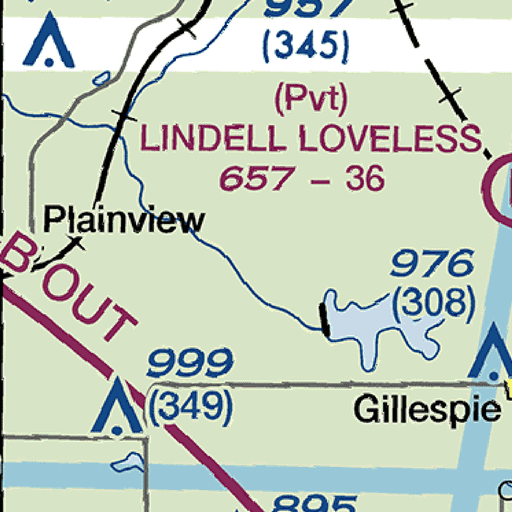 957
(345)
(Pvt)
LINDELL LOVELESS
657 - 36
Plainview
B OUT
976
(308)
999
(349)
Gillespie
895